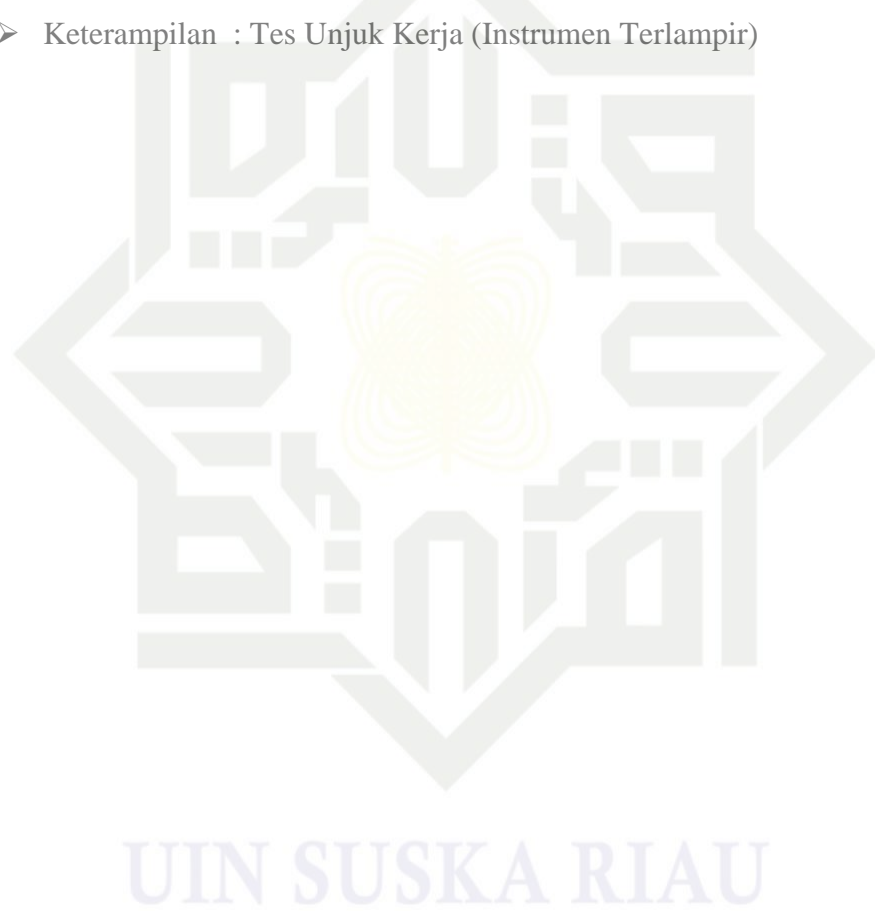 ➢ Keterampilan : Tes Unjuk Kerja (Instrumen Terlampir)
UIN SUSKA RIAU